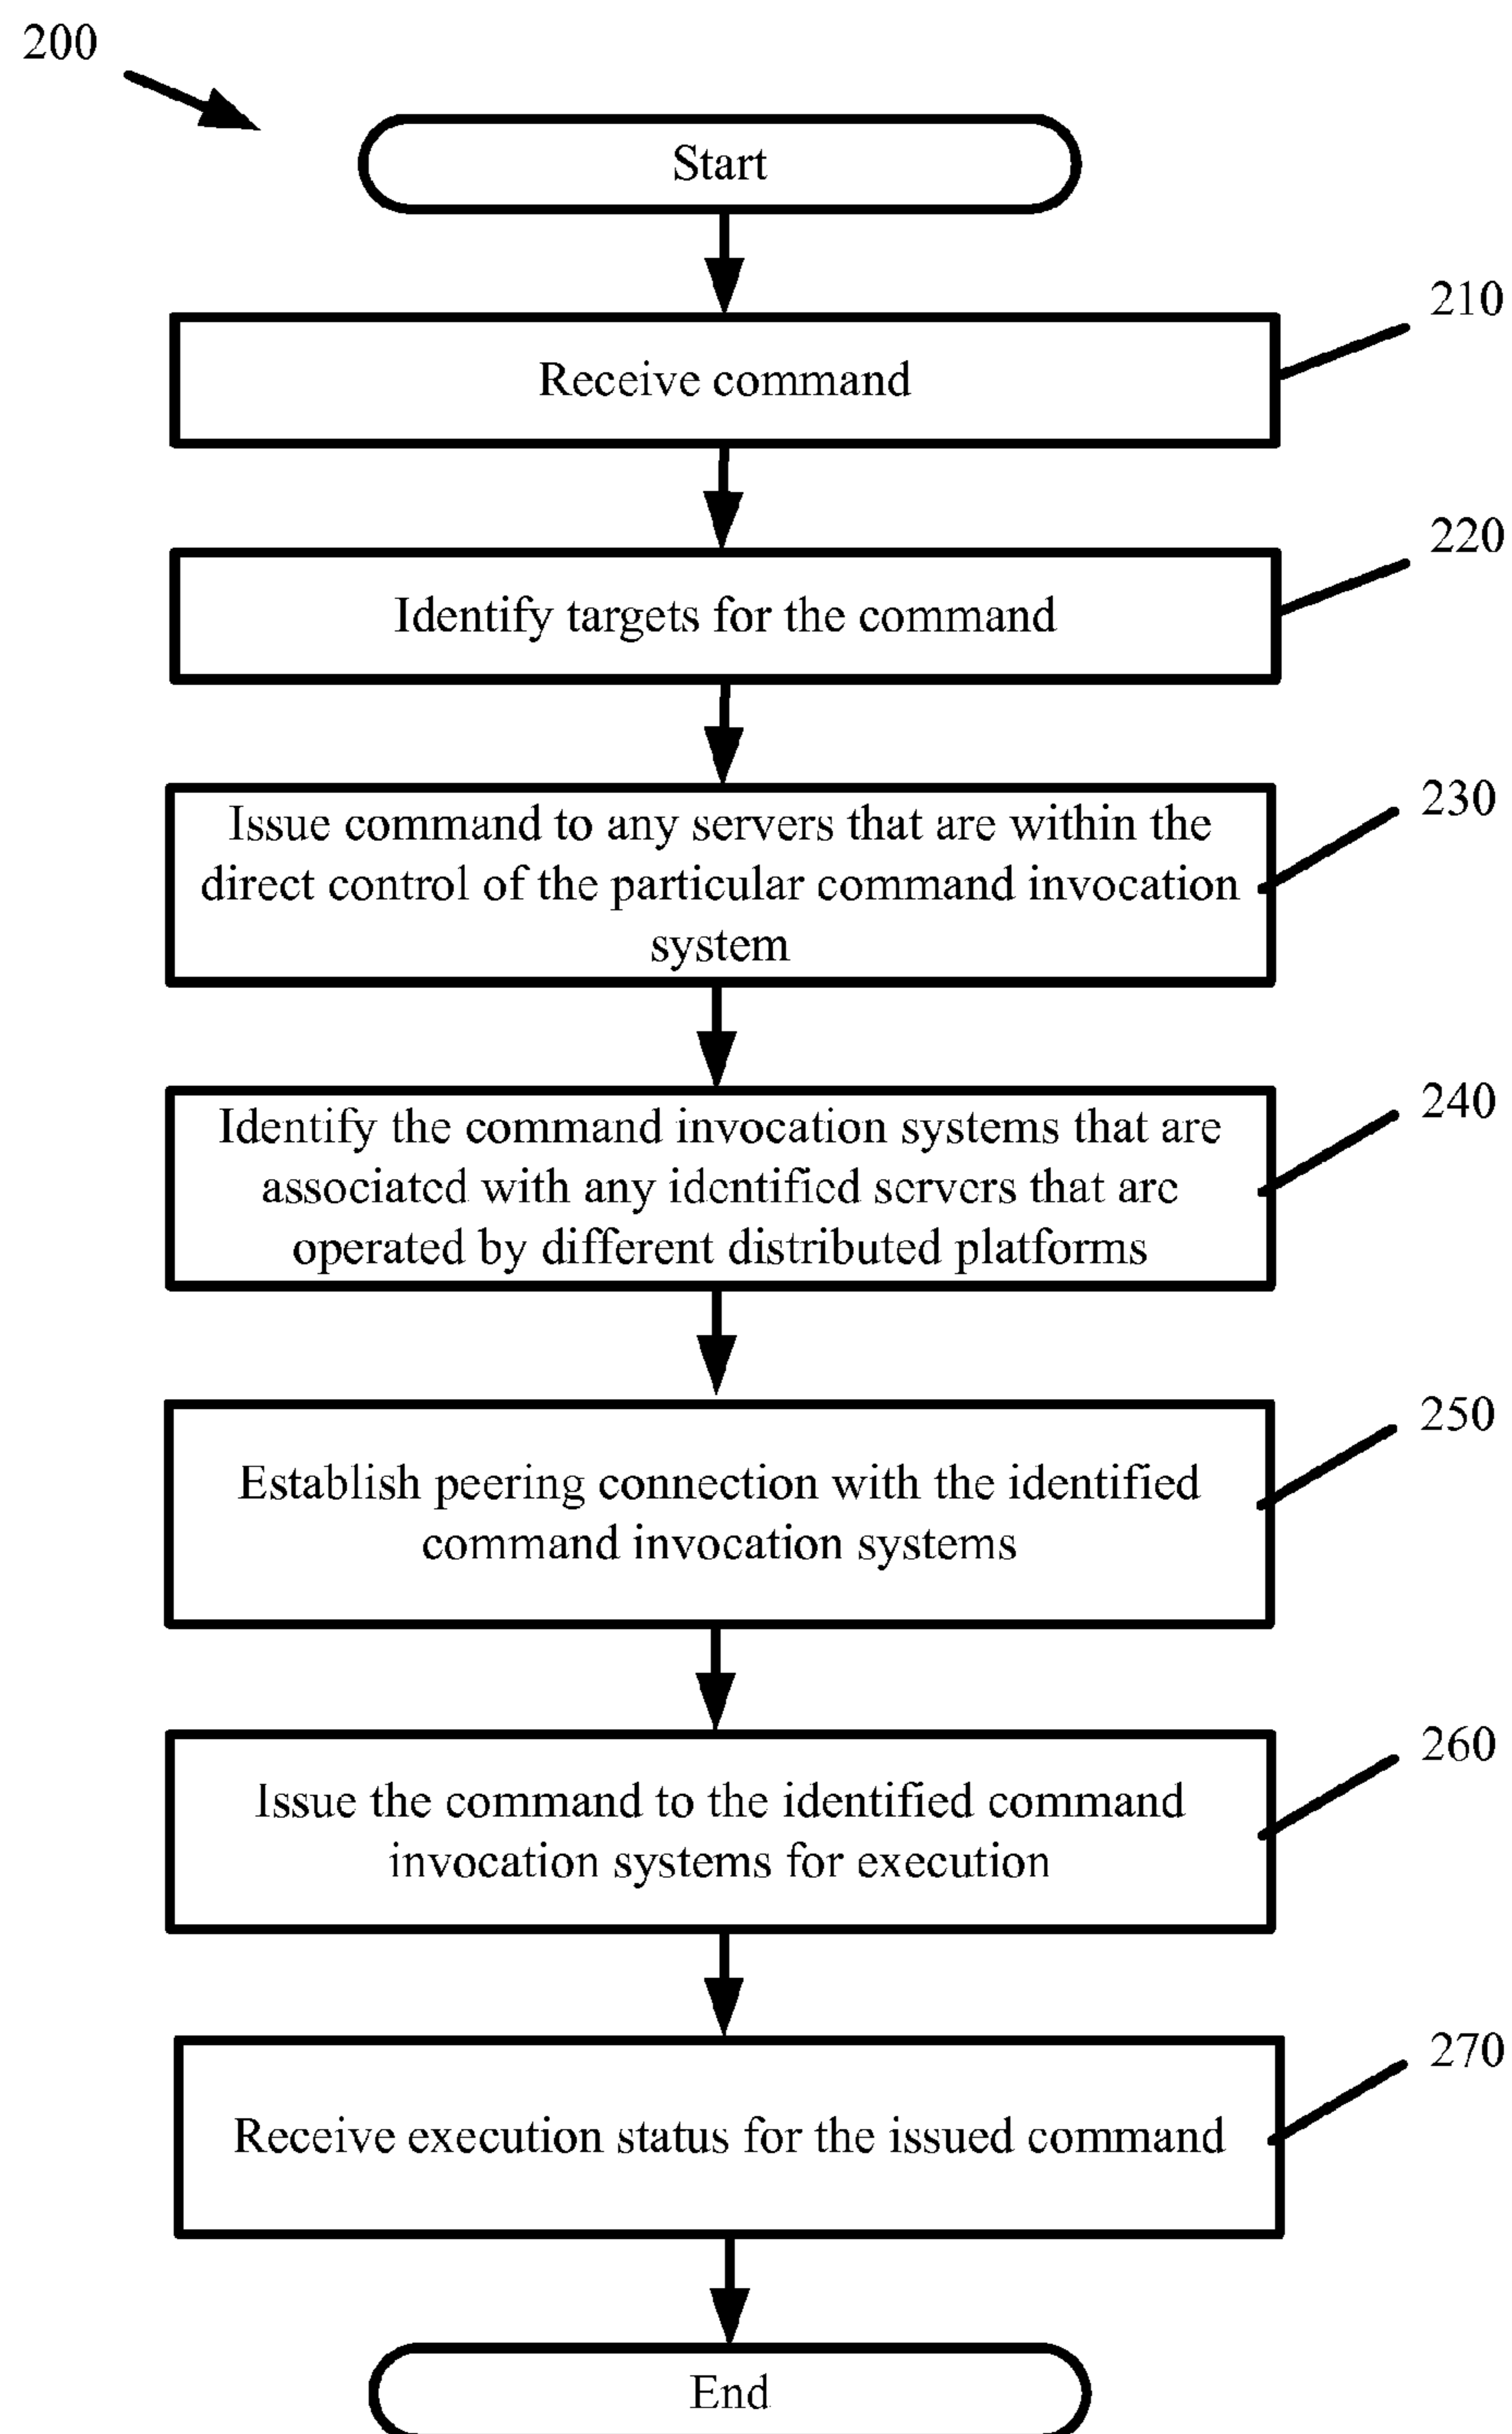 200
Start
210
Receive command
220
Identify targets for the command
230
Issue command to any servers that are within the
direct control of the particular command invocation
system
240
Identify the command invocation systems that are
associated with any identified servers that are
operated by different distributed platforms
250
Establish peering connection with the identified
command invocation systems
260
Issue the command to the identified command
invocation systems for execution
270
Receive execution status for the issued command
End